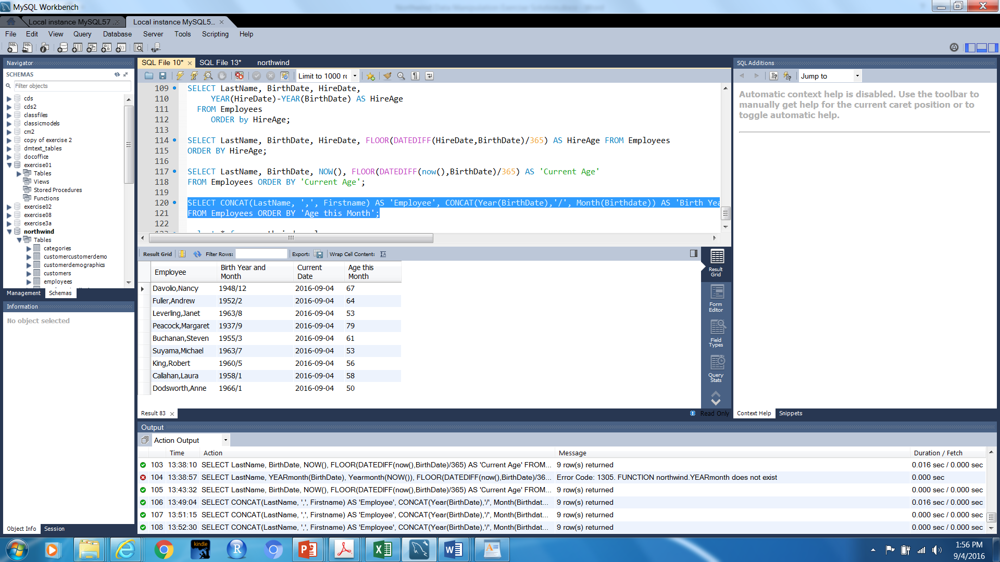 MySQL Workbench
Local instance MySQL57 x
Local instance MySQL5... x
File Edit View Query Database Server Tools Scripting Help
Navigator
SCHEMAS
Filter objects
cds
cds2
classfiles
classicmodels
cm2
copy of exercise 2
dmtext_tables
docoffice
exercise01
Tables
Views
Stored Procedures
Functions
exercise02
exercise08
exercise3a
northwind
Tables
categories
customercustomerdemo
customerdemographics
customers
employees
Management Schemas
Information
No object selected
Object Info Session
SQL File 10* x SQL File 13* northwind
Limit to 1000 rc
109 SELECT LastName, BirthDate, HireDate,
110 YEAR(HireDate)-YEAR(BirthDate) AS HireAge
111 FROM Employees
112 ORDER by HireAge;
113
114 SELECT LastName, BirthDate, HireDate, FLOOR(DATEDIFF(HireDate,BirthDate)/365) AS HireAge FROM Employees
115 ORDER BY HireAge;
116
117 SELECT LastName, BirthDate, NOW(), FLOOR(DATEDIFF(now(),BirthDate)/365) AS 'Current Age'
118 FROM Employees ORDER BY 'Current Age';
119
120 SELECT CONCAT(LastName, ',', Firstname) AS 'Employee', CONCAT(Year(BirthDate),'/', Month(Birthdate)) AS 'Birth Yea
121 FROM Employees ORDER BY 'Age this Month';
122
Result Grid Filter Rows: Export: Wrap Cell Content:
Employee Birth Year and Month Current Date Age this Month
Davolio,Nancy 1948/12 2016-09-04 67
Fuller,Andrew 1952/2 2016-09-04 64
Leverling,Janet 1963/8 2016-09-04 53
Peacock,Margaret 1937/9 2016-09-04 79
Buchanan,Steven 1955/3 2016-09-04 61
Suyama,Michael 1963/7 2016-09-04 53
King,Robert 1960/5 2016-09-04 56
Callahan,Laura 1958/1 2016-09-04 58
Dodsworth,Anne 1966/1 2016-09-04 50
Result Grid
Form Editor
Field Types
Query Stats
Result 83 x
Read Only
SQL Additions
Jump to
Automatic context help is disabled. Use the toolbar to
manually get help for the current caret position or to
toggle automatic help.
Context Help Snippets
Output
Action Output
Time Action Message Duration / Fetch
103 13:38:10 SELECT LastName, BirthDate, NOW(), FLOOR(DATEDIFF(now(),BirthDate)/365) AS 'Current Age' FROM... 9 row(s) returned 0.016 sec / 0.000 sec
104 13:38:57 SELECT LastName, YEARmonth(BirthDate), Yearmonth(NOW()), FLOOR(DATEDIFF(now(),BirthDate)/36... Error Code: 1305. FUNCTION northwind.YEARmonth does not exist 0.000 sec
105 13:43:32 SELECT LastName, BirthDate, NOW(), FLOOR(DATEDIFF(now(),BirthDate)/365) AS 'Current Age' FROM... 9 row(s) returned 0.000 sec / 0.000 sec
106 13:49:04 SELECT CONCAT(LastName, ',', Firstname) AS 'Employee', CONCAT(Year(BirthDate),'/', Month(Birthdat... 9 row(s) returned 0.016 sec / 0.000 sec
107 13:51:15 SELECT CONCAT(LastName, ',', Firstname) AS 'Employee', CONCAT(Year(BirthDate),'/', Month(Birthdat... 9 row(s) returned 0.000 sec / 0.000 sec
108 13:52:30 SELECT CONCAT(LastName, ',', Firstname) AS 'Employee', CONCAT(Year(BirthDate),'/', Month(Birthdat... 9 row(s) returned 0.000 sec / 0.000 sec
kindle
1:56 PM
9/4/2016